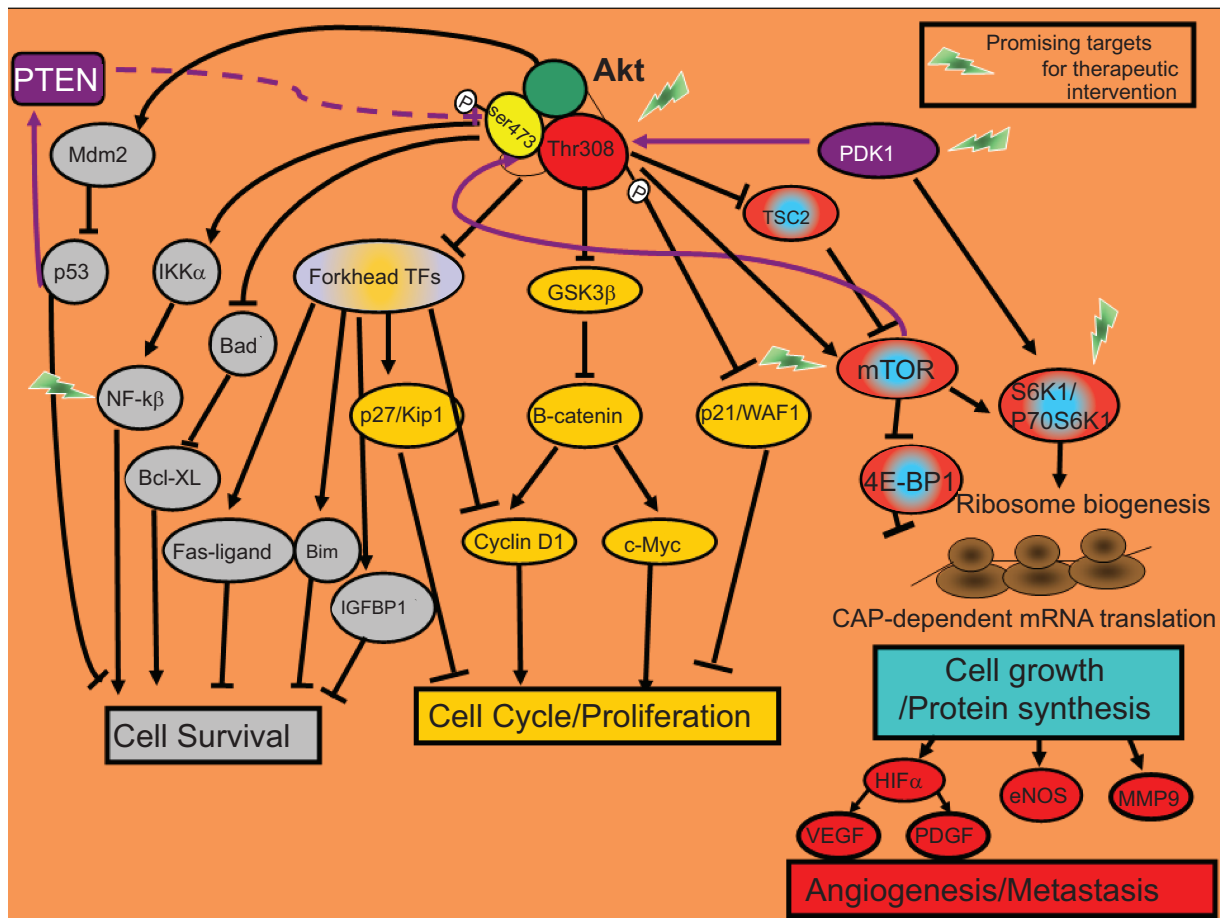 Promising targets
for therapeutic
intervention
PTEN
Akt
P
ser473
Thr308
P
Mdm2
PDK1
TSC2
p53
IKKα
Forkhead TFs
GSK3β
Bad
mTOR
NF-kβ
p27/Kip1
B-catenin
p21/WAF1
S6K1/
P70S6K1
Bcl-XL
4E-BP1
Ribosome biogenesis
Fas-ligand
Bim
Cyclin D1
c-Myc
IGFBP1
CAP-dependent mRNA translation
Cell Survival
Cell Cycle/Proliferation
Cell growth
/Protein synthesis
HIFα
eNOS
MMP9
VEGF
PDGF
Angiogenesis/Metastasis